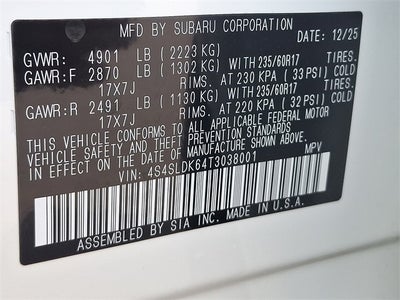 MFD. BY SUBARU CORPORATION 12/25
GVWR: 4901 LB ( 2223 KG)
GAWR:F 2870 LB ( 1302 KG) WITH 235/60R17 TIRES.
17X7J RIMS. AT 230 KPA ( 33 PSI) COLD
GAWR:R 2491 LB ( 1130 KG) WITH 235/60R17 TIRES.
17X7J RIMS. AT 220 KPA ( 32 PSI) COLD
THIS VEHICLE CONFORMS TO ALL APPLICABLE FEDERAL MOTOR
VEHICLE SAFETY AND THEFT PREVENTION STANDARDS IN EFFECT
ON THE DATE OF MANUFACTURE SHOWN ABOVE.
VIN: 4S4SLDK64T3038001 MPV
ASSEMBLED BY SIA INC. MADE IN U.S.A.